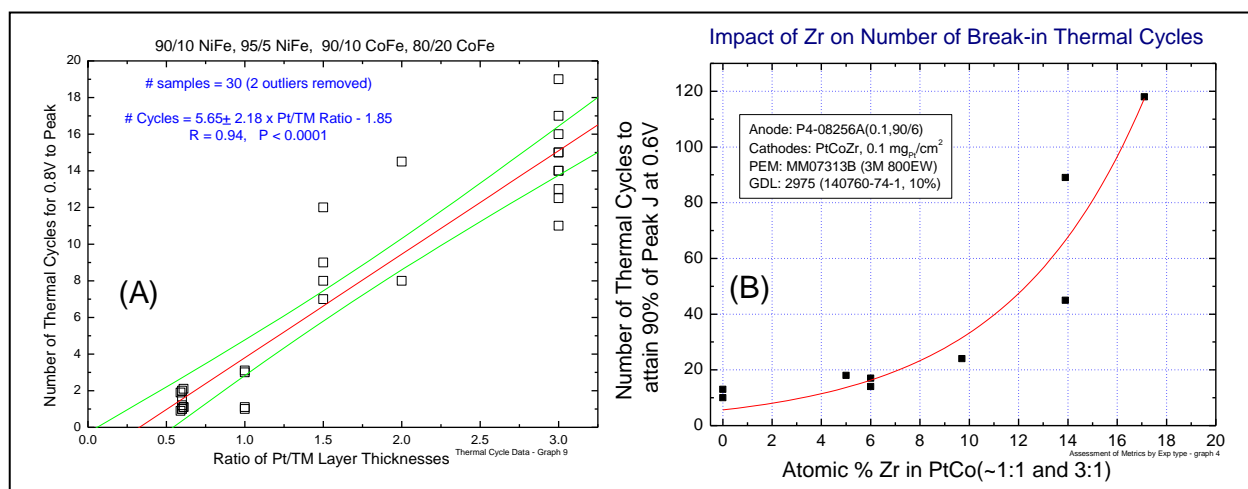 90/10 NiFe, 95/5 NiFe, 90/10 CoFe, 80/20 CoFe
# samples = 30 (2 outliers removed)
# Cycles = 5.65± 2.18 x Pt/TM Ratio - 1.85
R = 0.94, P < 0.0001
(A)
Number of Thermal Cycles for 0.8V to Peak
20
18
16
14
12
10
8
6
4
2
0
0.0 0.5 1.0 1.5 2.0 2.5 3.0
Ratio of Pt/TM Layer Thicknesses
Thermal Cycle Data - Graph 9
Impact of Zr on Number of Break-in Thermal Cycles
Anode: P4-08256A(0.1,90/6)
Cathodes: PtCoZr, 0.1 mgPt/cm2
PEM: MM07313B (3M 800EW)
GDL: 2975 (140760-74-1, 10%)
(B)
Number of Thermal Cycles to
attain 90% of Peak J at 0.6V
120
100
80
60
40
20
0
0 2 4 6 8 10 12 14 16 18 20
Assessment of Metrics by Exp type - graph 4
Atomic % Zr in PtCo(~1:1 and 3:1)